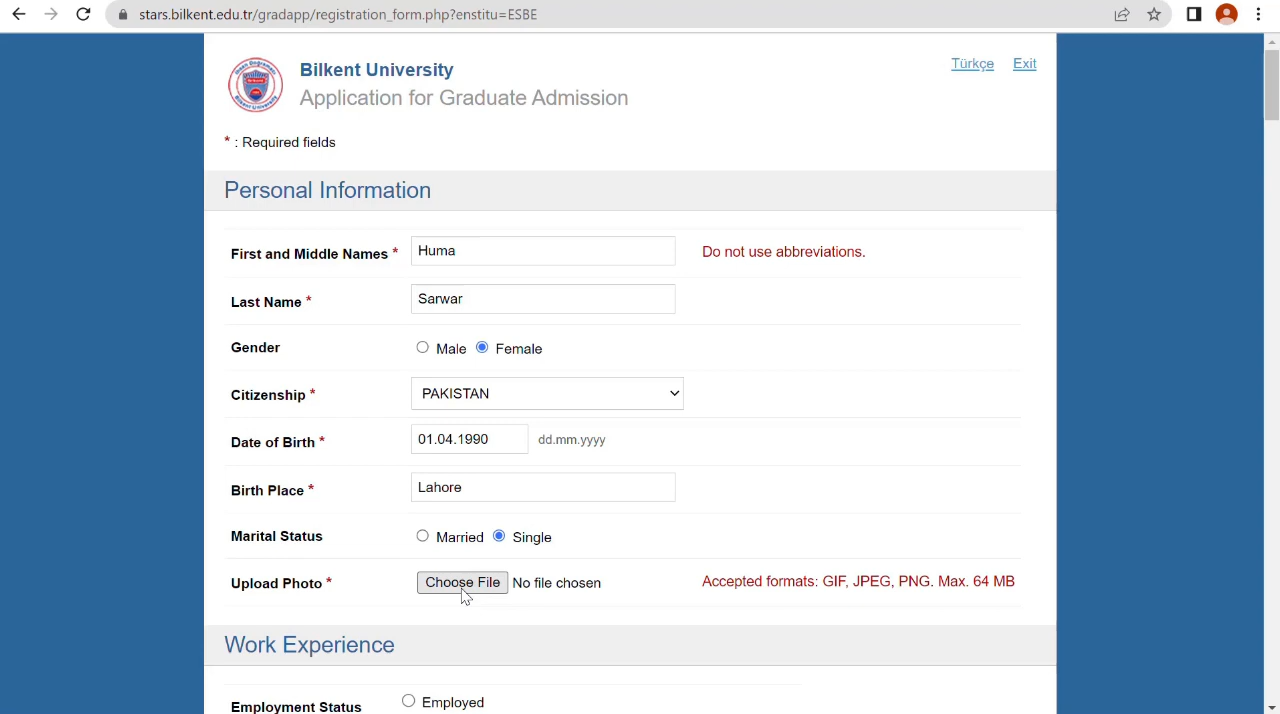 stars.bilkent.edu.tr/gradapp/registration_form.php?enstitu=ESBE
Bilkent University
Türkçe Exit
Application for Graduate Admission
* : Required fields
Personal Information
First and Middle Names * Huma Do not use abbreviations.
Last Name * Sarwar
Gender Male Female
Citizenship * PAKISTAN
Date of Birth * 01.04.1990 dd.mm.yyyy
Birth Place * Lahore
Marital Status Married Single
Upload Photo * Choose File No file chosen Accepted formats: GIF, JPEG, PNG. Max. 64 MB
Work Experience
Employment Status Employed